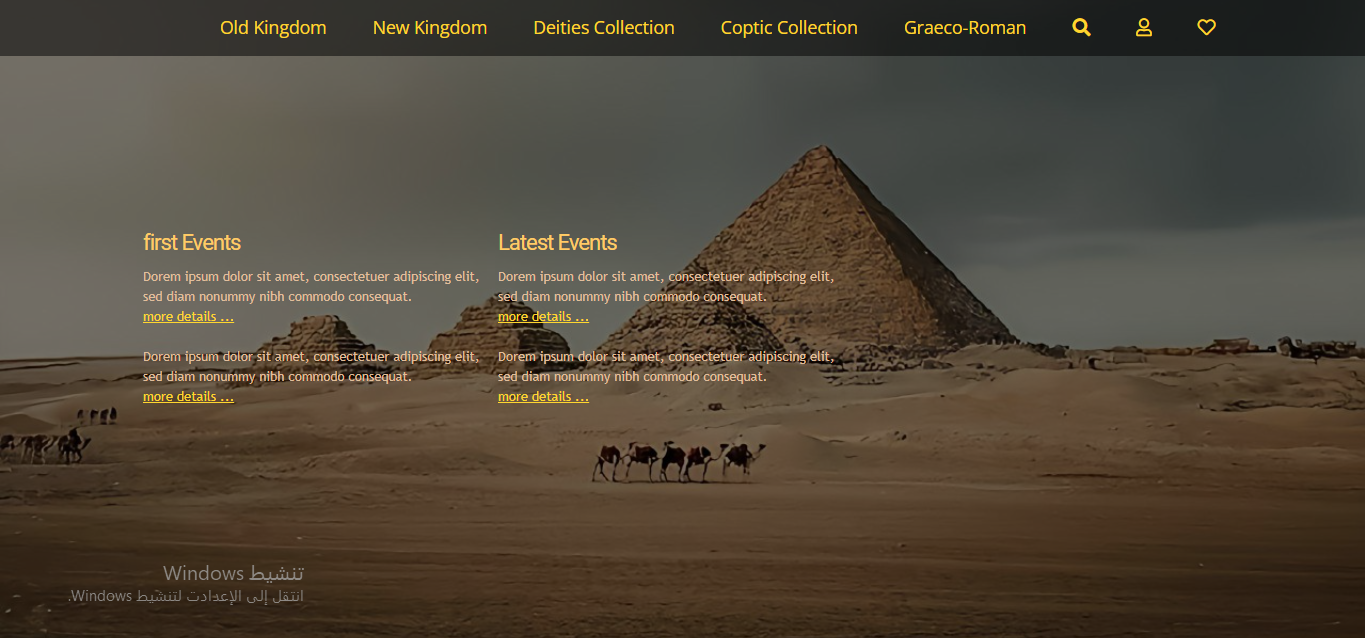 Old Kingdom New Kingdom Deities Collection Coptic Collection Graeco-Roman
first Events
Dorem ipsum dolor sit amet, consectetuer adipiscing elit,
sed diam nonummy nibh commodo consequat.
more details ...
Dorem ipsum dolor sit amet, consectetuer adipiscing elit,
sed diam nonummy nibh commodo consequat.
more details ...
Latest Events
Dorem ipsum dolor sit amet, consectetuer adipiscing elit,
sed diam nonummy nibh commodo consequat.
more details ...
Dorem ipsum dolor sit amet, consectetuer adipiscing elit,
sed diam nonummy nibh commodo consequat.
more details ...
تنشيط Windows
انتقل إلى الإعدادت لتنشيط Windows.